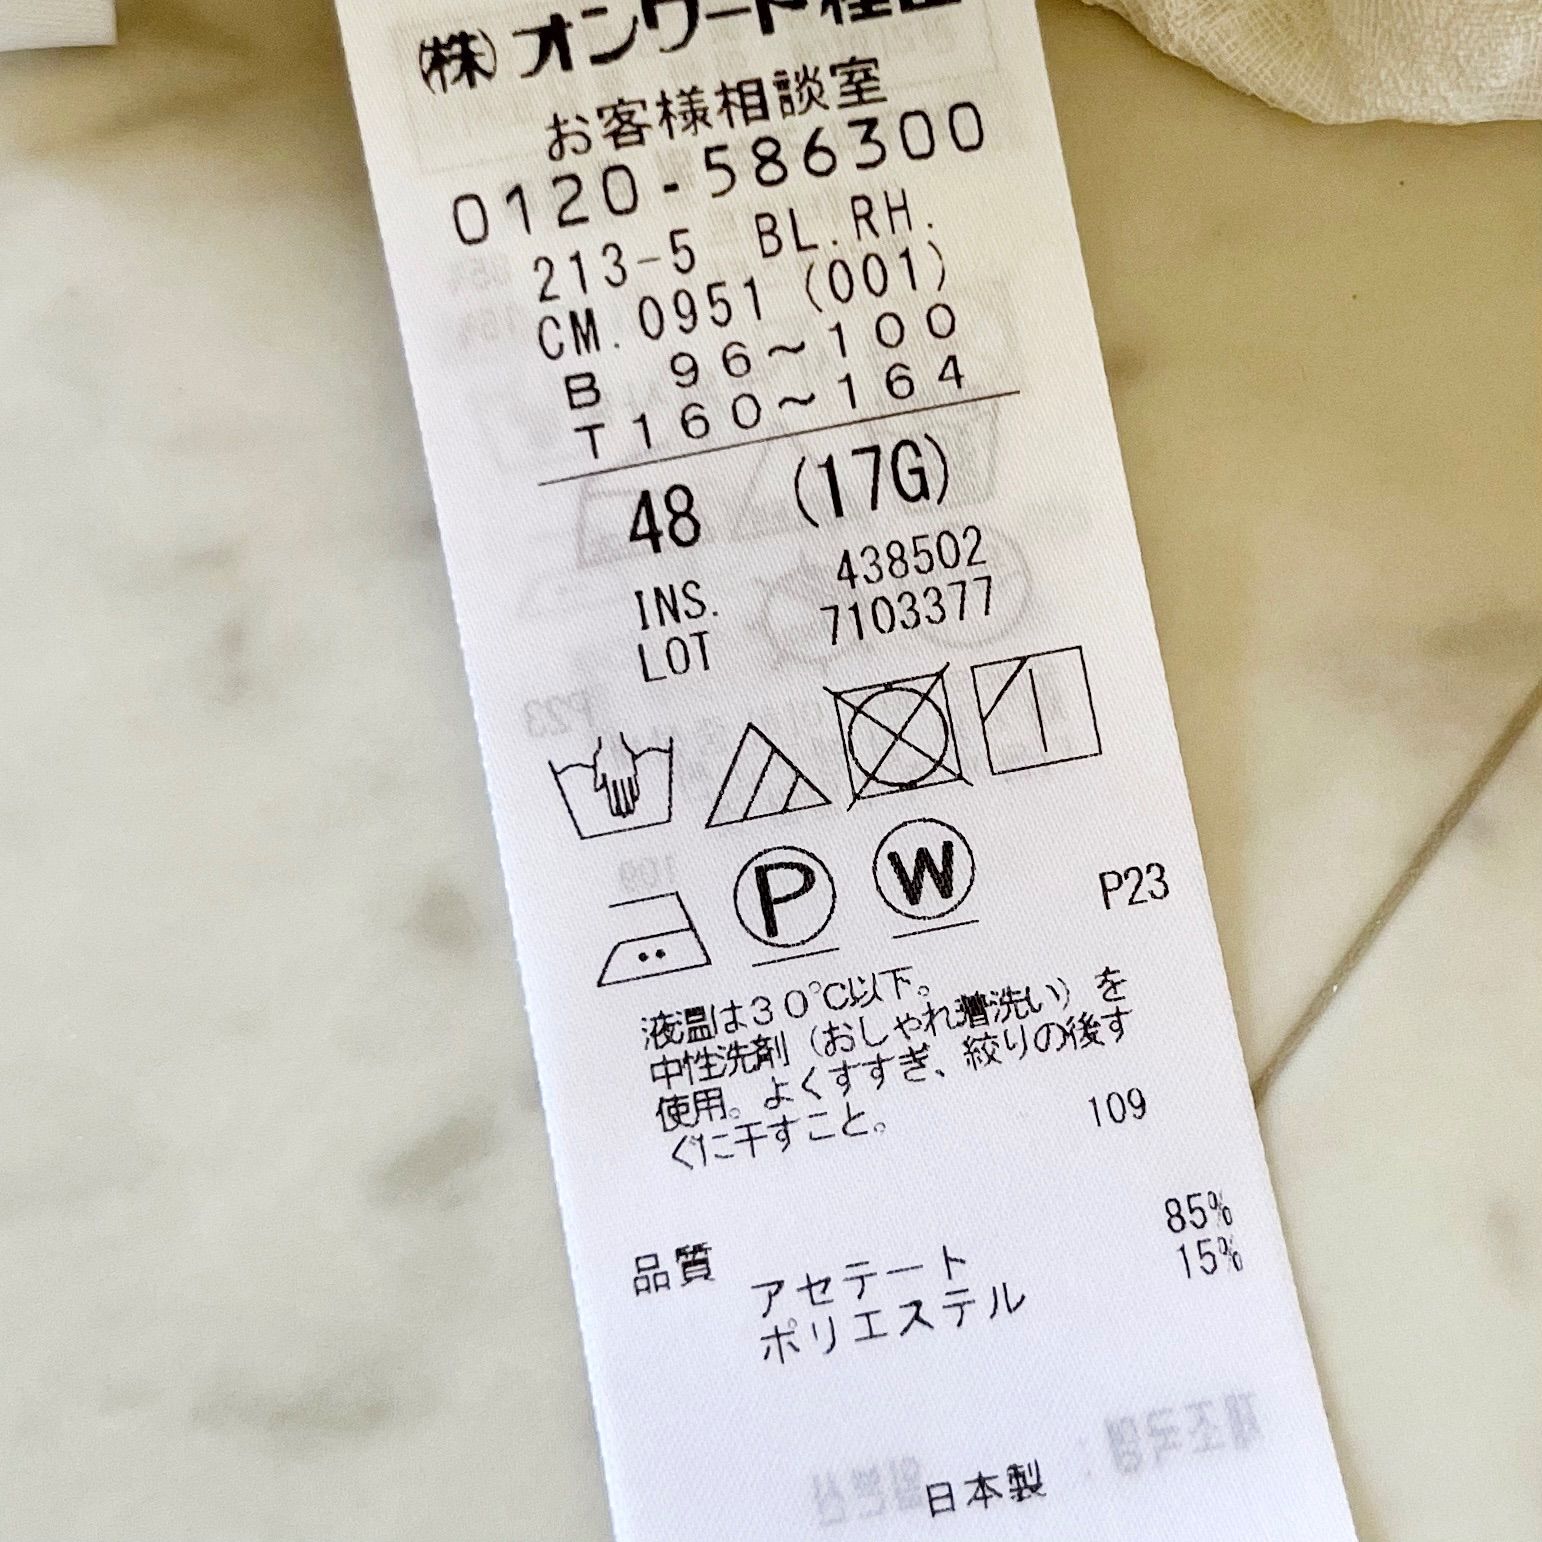 ㈱オンワード樫山
お客様相談室
0120-586300
213-5 BL.RH.
CM.0951 (001)
B 96～100
T 160～164
48 (17G)
INS. 438502
LOT 7103377
P W P23
液温は30℃以下。
中性洗剤（おしゃれ着洗い）を
使用。よくすすぎ、絞りの後す
ぐに干すこと。
109
品質 アセテート 85%
ポリエステル 15%
日本製